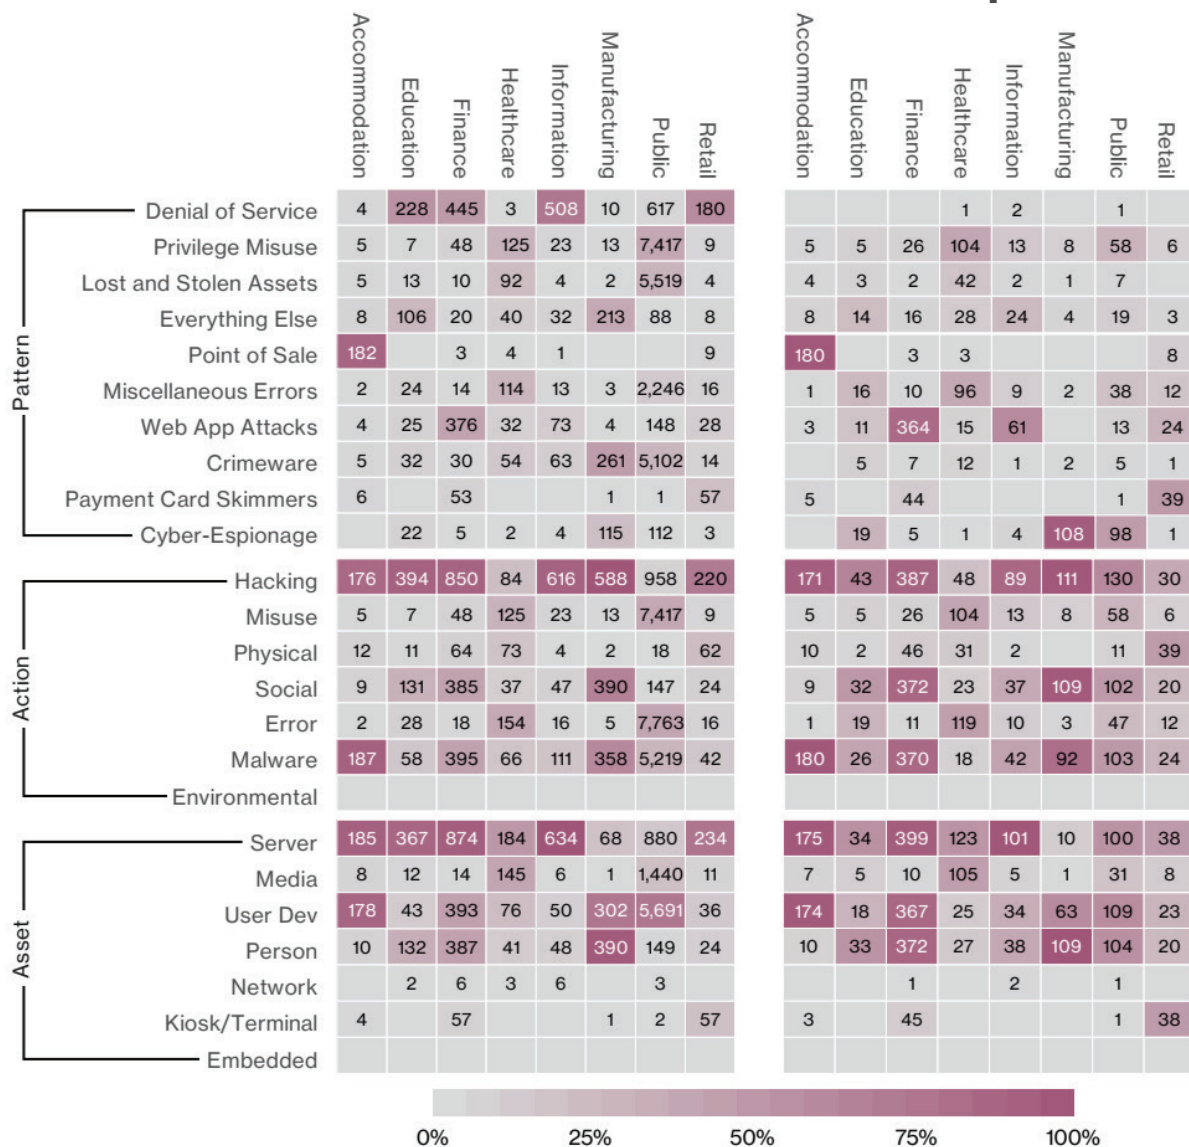 Accommodation Education Finance Healthcare Information Manufacturing Public Retail Accommodation Education Finance Healthcare Information Manufacturing Public Retail
Pattern
Denial of Service 4 228 445 3 508 10 617 180 1 2 1
Privilege Misuse 5 7 48 125 23 13 7,417 9 5 5 26 104 13 8 58 6
Lost and Stolen Assets 5 13 10 92 4 2 5,519 4 4 3 2 42 2 1 7
Everything Else 8 106 20 40 32 213 88 8 8 14 16 28 24 4 19 3
Point of Sale 182 3 4 1 9 180 3 3 8
Miscellaneous Errors 2 24 14 114 13 3 2,246 16 1 16 10 96 9 2 38 12
Web App Attacks 4 25 376 32 73 4 148 28 3 11 364 15 61 13 24
Crimeware 5 32 30 54 63 261 5,102 14 5 7 12 1 2 5 1
Payment Card Skimmers 6 53 1 1 57 5 44 1 39
Cyber-Espionage 22 5 2 4 115 112 3 19 5 1 4 108 98 1
Action
Hacking 176 394 850 84 616 588 958 220 171 43 387 48 89 111 130 30
Misuse 5 7 48 125 23 13 7,417 9 5 5 26 104 13 8 58 6
Physical 12 11 64 73 4 2 18 62 10 2 46 31 2 11 39
Social 9 131 385 37 47 390 147 24 9 32 372 23 37 109 102 20
Error 2 28 18 154 16 5 7,763 16 1 19 11 119 10 3 47 12
Malware 187 58 395 66 111 358 5,219 42 180 26 370 18 42 92 103 24
Environmental
Asset
Server 185 367 874 184 634 68 880 234 175 34 399 123 101 10 100 38
Media 8 12 14 145 6 1 1,440 11 7 5 10 105 5 1 31 8
User Dev 178 43 393 76 50 302 5,691 36 174 18 367 25 34 63 109 23
Person 10 132 387 41 48 390 149 24 10 33 372 27 38 109 104 20
Network 2 6 3 6 3 1 2 1
Kiosk/Terminal 4 57 1 2 57 3 45 1 38
Embedded
0% 25% 50% 75% 100%